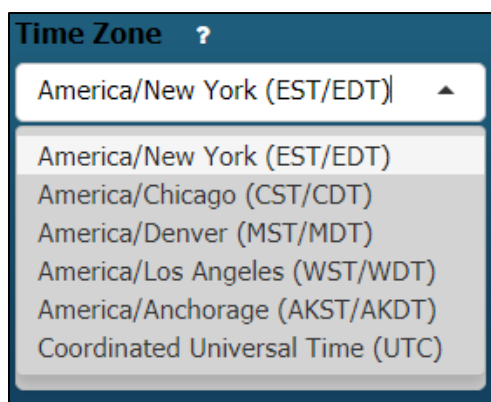 Time Zone ?
America/New York (EST/EDT)
America/New York (EST/EDT)
America/Chicago (CST/CDT)
America/Denver (MST/MDT)
America/Los Angeles (WST/WDT)
America/Anchorage (AKST/AKDT)
Coordinated Universal Time (UTC)